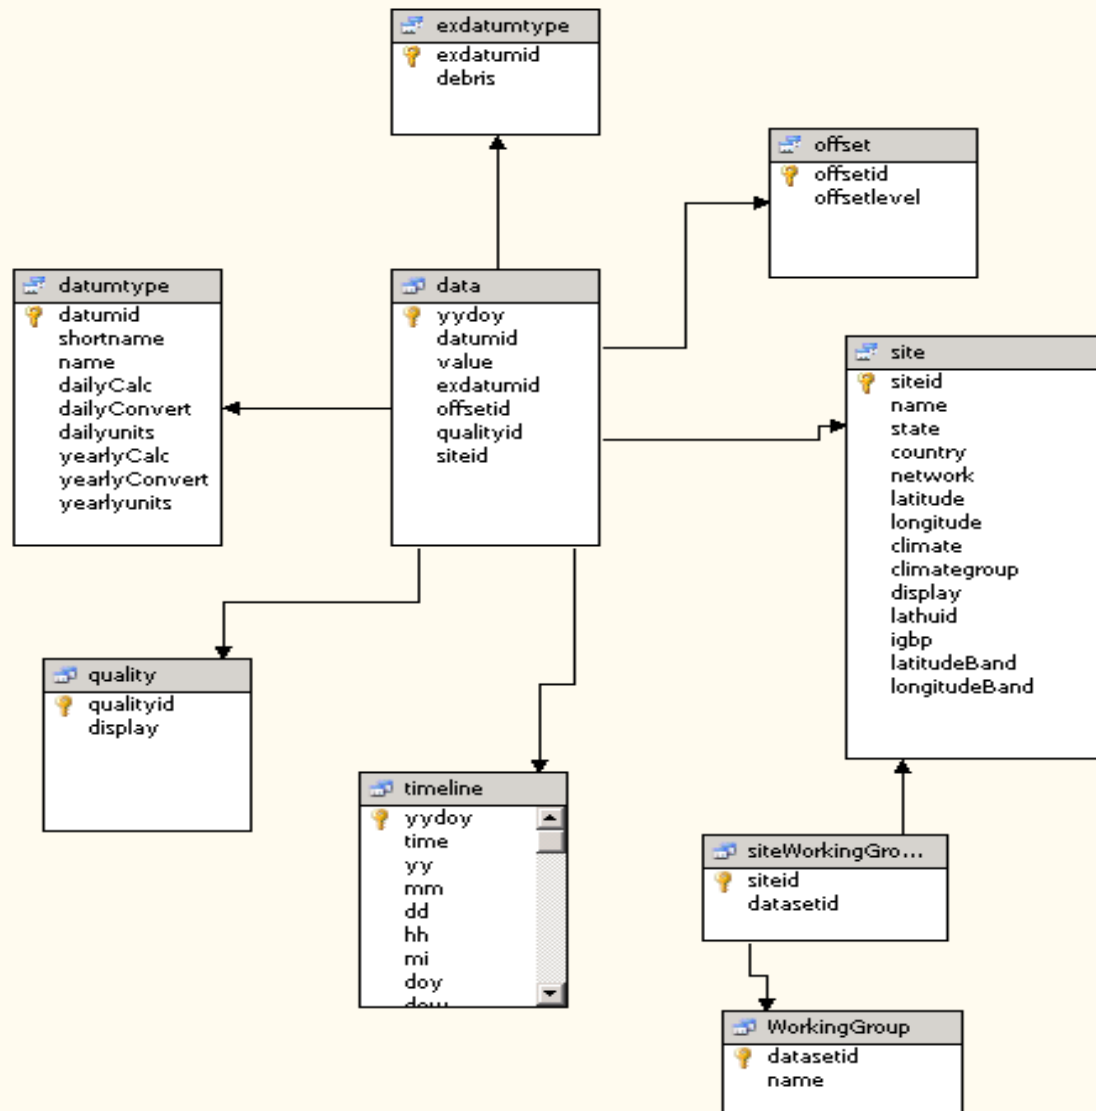 exdatumtype
exdatumid
debris
offset
offsetid
offsetlevel
datumtype
datumid
shortname
name
dailyCalc
dailyConvert
dailyunits
yearlyCalc
yearlyConvert
yearlyunits
data
yydoy
datumid
value
exdatumid
offsetid
qualityid
siteid
site
siteid
name
state
country
network
latitude
longitude
climate
climategroup
display
lathuid
igbp
latitudeBand
longitudeBand
quality
qualityid
display
timeline
yydoy
time
yy
mm
dd
hh
mi
doy
siteWorkingGro...
siteid
datasetid
WorkingGroup
datasetid
name